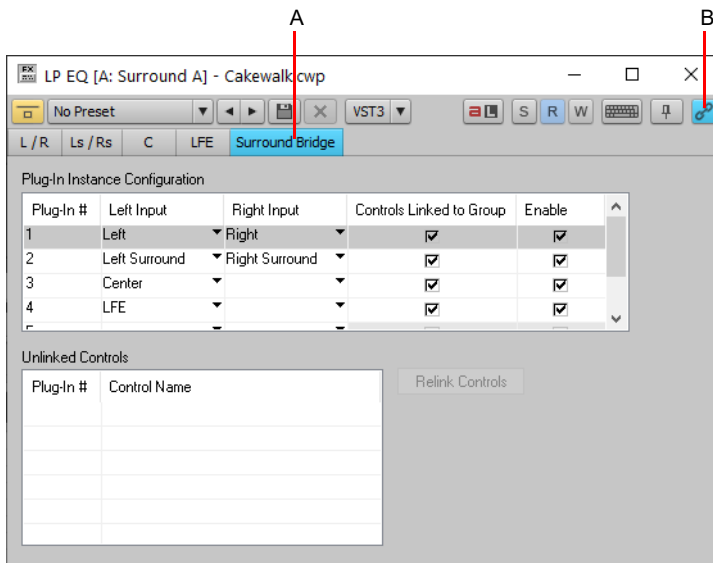 A
B
FX
LP EQ [A: Surround A] - Cakewalk.cwp
No Preset
VST3
a
S
R
W
L / R
Ls / Rs
C
LFE
Surround Bridge
Plug-In Instance Configuration
Plug-In # Left Input Right Input Controls Linked to Group Enable
1 Left Right
2 Left Surround Right Surround
3 Center
4 LFE
Unlinked Controls
Plug-In # Control Name
Relink Controls